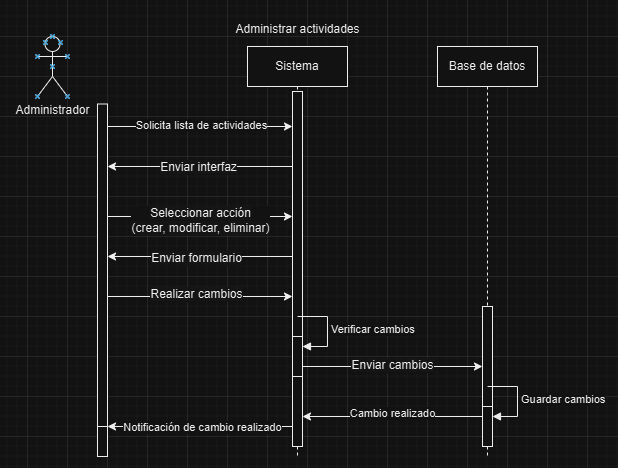 Administrar actividades
Sistema
Base de datos
Administrador
Solicita lista de actividades
Enviar interfaz
Seleccionar acción
(crear, modificar, eliminar)
Enviar formulario
Realizar cambios
Verificar cambios
Enviar cambios
Guardar cambios
Cambio realizado
Notificación de cambio realizado